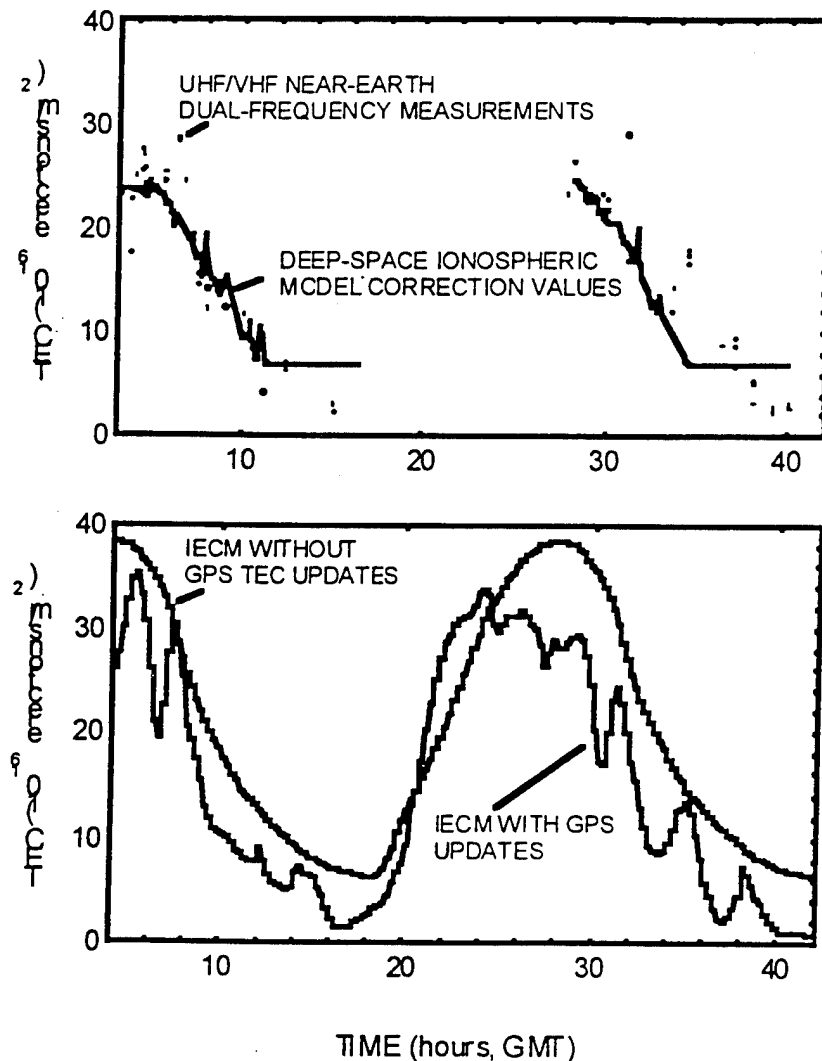 40
UHF/VHF NEAR-EARTH
DUAL-FREQUENCY MEASUREMENTS
30
20
DEEP-SPACE IONOSPHERIC
MCDEL CORRECTION VALUES
10
0
10
20
30
40
40
IECM WITHOUT
GPS TEC UPDATES
30
20
IECM WITH GPS
UPDATES
10
0
10
20
30
40
TIME (hours, GMT)